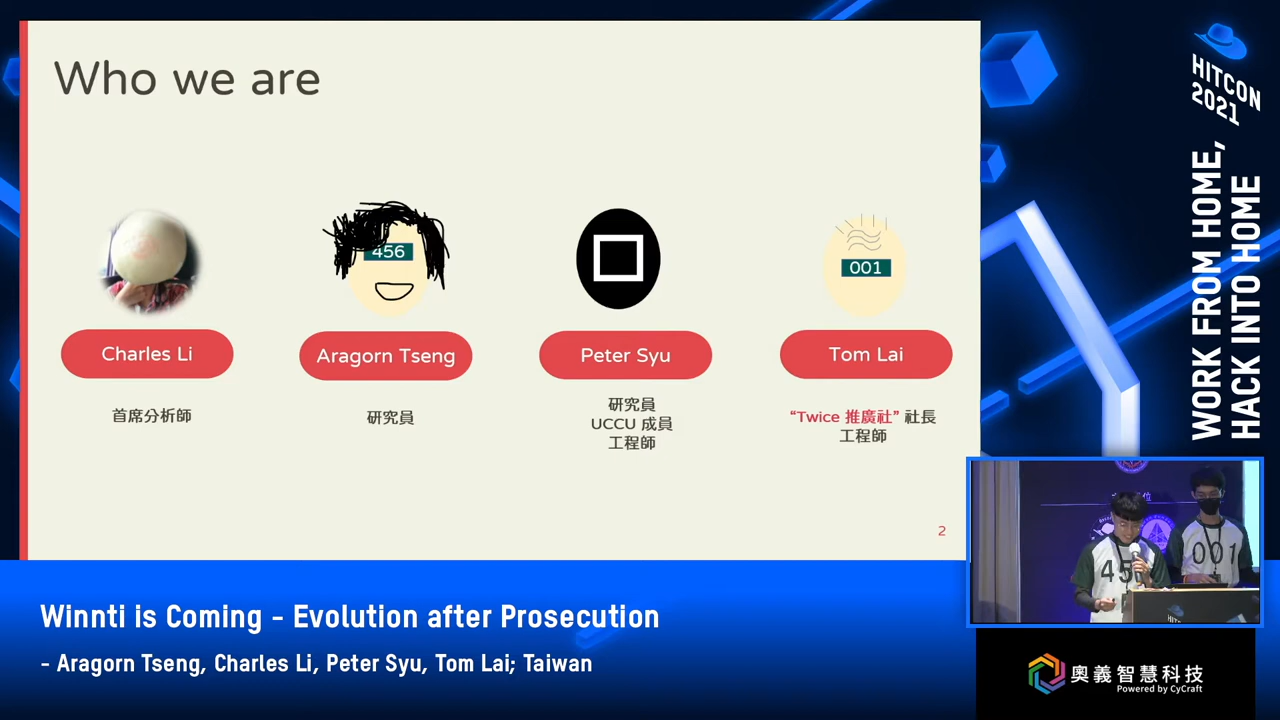 Who we are
456
001
Charles Li
Aragorn Tseng
Peter Syu
Tom Lai
首席分析師
研究員
研究員
UCCU 成員
工程師
“Twice 推廣社” 社長
工程師
2
HITCON
2021
WORK FROM HOME,
HACK INTO HOME
45
001
Winnti is Coming - Evolution after Prosecution
- Aragorn Tseng, Charles Li, Peter Syu, Tom Lai; Taiwan
奧義智慧科技
Powered by CyCraft